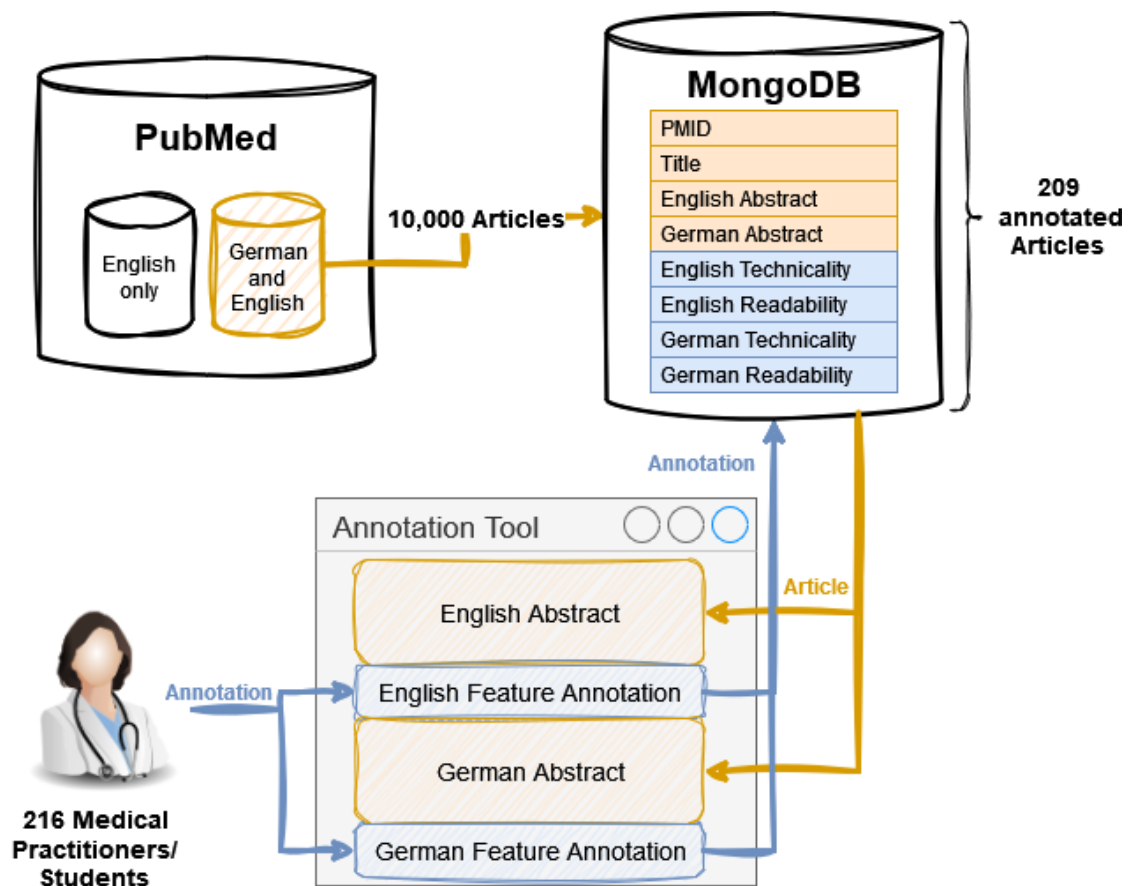 PubMed
English
only
German
and
English
10,000 Articles
MongoDB
PMID
Title
English Abstract
German Abstract
English Technicality
English Readability
German Technicality
German Readability
209
annotated
Articles
Annotation
Article
Annotation Tool
English Abstract
English Feature Annotation
German Abstract
German Feature Annotation
Annotation
216 Medical
Practitioners/
Students